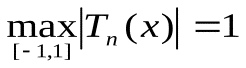 max|Tₙ(x)| = 1
[-1,1]